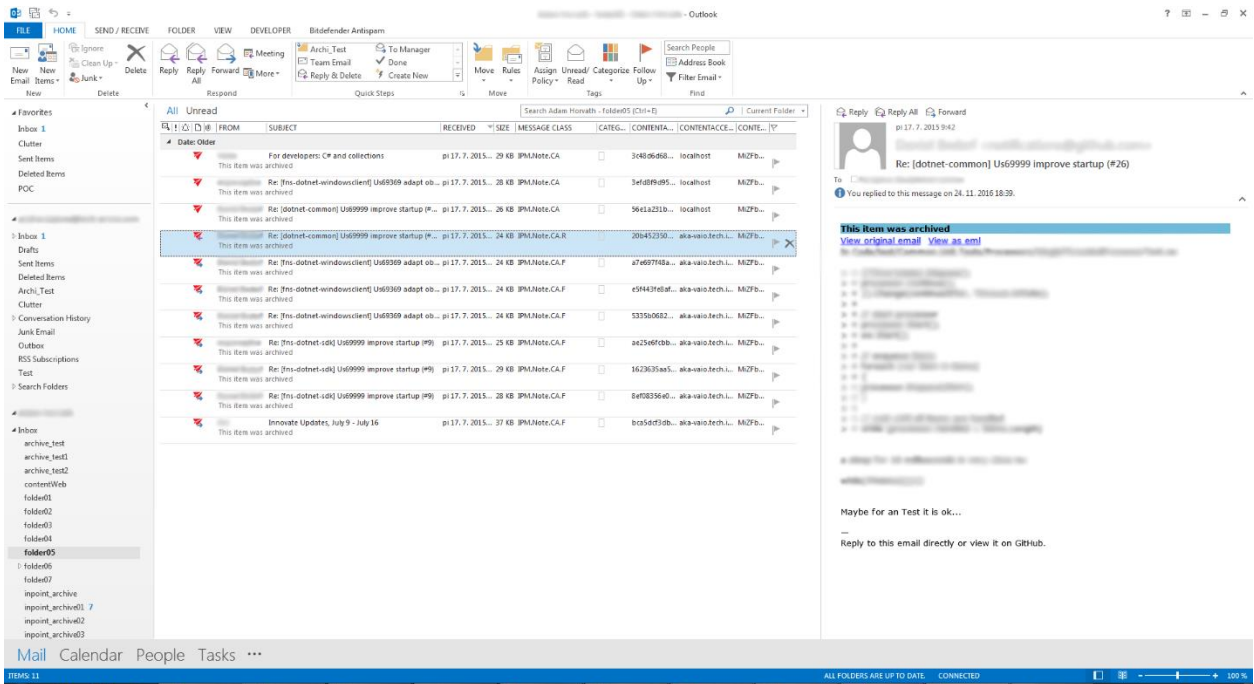 - Outlook
FILE HOME SEND / RECEIVE FOLDER VIEW DEVELOPER Bitdefender Antispam
New Email New Items Ignore Clean Up Junk Delete Reply Reply All Forward Meeting More
Archi_Test To Manager
Team Email Done
Reply & Delete Create New
Move Rules Assign Policy Unread/ Read Categorize Follow Up
Search People
Address Book
Filter Email
New Delete Respond Quick Steps Move Tags Find
Favorites
Inbox 1
Clutter
Sent Items
Deleted Items
POC
Inbox 1
Drafts
Sent Items
Deleted Items
Archi_Test
Clutter
Conversation History
Junk Email
Outbox
RSS Subscriptions
Test
Search Folders
Inbox
archive_test
archive_test1
archive_test2
contentWeb
folder01
folder02
folder03
folder04
folder05
folder06
folder07
inpoint_archive
inpoint_archive01 7
inpoint_archive02
inpoint_archive03
All Unread Search Adam Horvath - folder05 (Ctrl+E) Current Folder
FROM SUBJECT RECEIVED SIZE MESSAGE CLASS CATEG... CONTENTA... CONTENTACCE... CONTE...
Date: Older
For developers: C# and collections pi 17. 7. 2015... 29 KB IPM.Note.CA 3c48d6d68... localhost MiZFb...
This item was archived
Re: [fns-dotnet-windowsclient] Us69369 adapt ob... pi 17. 7. 2015... 28 KB IPM.Note.CA 3efd8f9d95... localhost MiZFb...
This item was archived
Re: [dotnet-common] Us69999 improve startup (#... pi 17. 7. 2015... 26 KB IPM.Note.CA 56e1a231b... localhost MiZFb...
This item was archived
Re: [dotnet-common] Us69999 improve startup (#... pi 17. 7. 2015... 24 KB IPM.Note.CA.R 20b452350... aka-vaio.tech.i... MiZFb...
This item was archived
Re: [fns-dotnet-windowsclient] Us69369 adapt ob... pi 17. 7. 2015... 24 KB IPM.Note.CA.F a7e697f48a... aka-vaio.tech.i... MiZFb...
This item was archived
Re: [fns-dotnet-windowsclient] Us69369 adapt ob... pi 17. 7. 2015... 24 KB IPM.Note.CA.F e5f443fe8af... aka-vaio.tech.i... MiZFb...
This item was archived
Re: [fns-dotnet-windowsclient] Us69369 adapt ob... pi 17. 7. 2015... 24 KB IPM.Note.CA.F 5335b0682... aka-vaio.tech.i... MiZFb...
This item was archived
Re: [fns-dotnet-sdk] Us69999 improve startup (#9) pi 17. 7. 2015... 25 KB IPM.Note.CA.F ae25e6fcbb... aka-vaio.tech.i... MiZFb...
This item was archived
Re: [fns-dotnet-sdk] Us69999 improve startup (#9) pi 17. 7. 2015... 29 KB IPM.Note.CA.F 1623635aa5... aka-vaio.tech.i... MiZFb...
This item was archived
Re: [fns-dotnet-sdk] Us69999 improve startup (#9) pi 17. 7. 2015... 28 KB IPM.Note.CA.F 8ef08356e0... aka-vaio.tech.i... MiZFb...
This item was archived
Innovate Updates, July 9 - July 16 pi 17. 7. 2015... 37 KB IPM.Note.CA.F bca5dcf3db... aka-vaio.tech.i... MiZFb...
This item was archived
Reply Reply All Forward
pi 17. 7. 2015 9:42
Re: [dotnet-common] Us69999 improve startup (#26)
To
You replied to this message on 24. 11. 2016 18:39.
This item was archived
View original email View as eml
Maybe for an Test it is ok...
—
Reply to this email directly or view it on GitHub.
Mail Calendar People Tasks ...
ITEMS: 11 ALL FOLDERS ARE UP TO DATE. CONNECTED 100 %